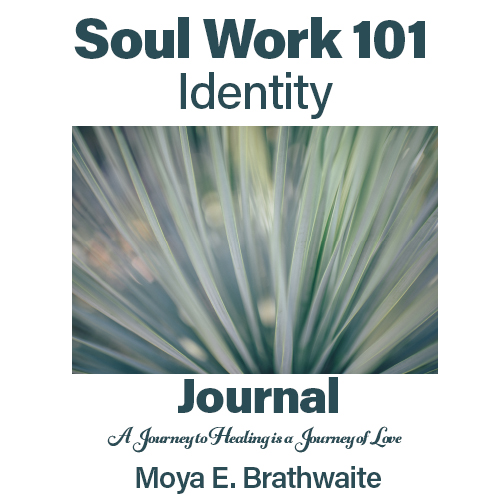 Soul Work 101
Identity
Journal
A Journey to Healing is a Journey of Love
Moya E. Brathwaite